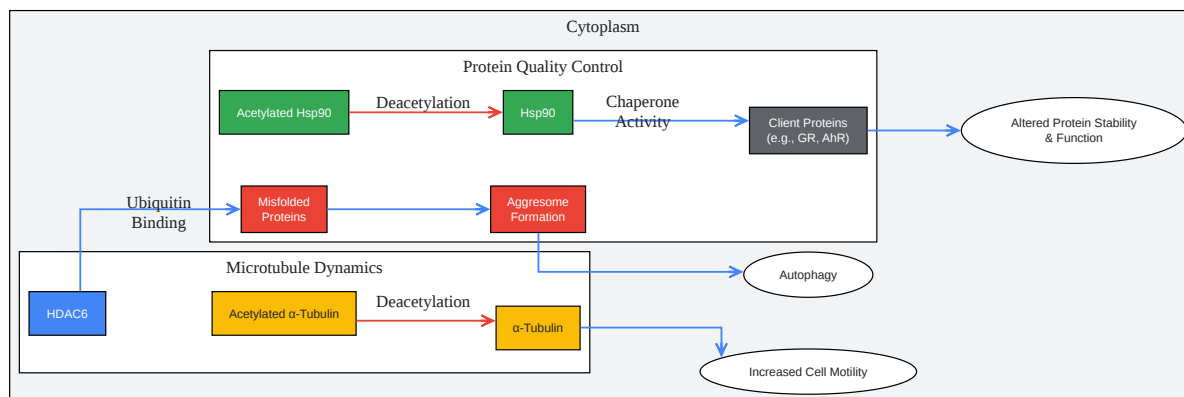 Cytoplasm
Protein Quality Control
Acetylated Hsp90
Deacetylation
Hsp90
Chaperone
Activity
Client Proteins
(e.g., GR, AhR)
Altered Protein Stability
& Function
Ubiquitin
Binding
Misfolded
Proteins
Aggresome
Formation
Microtubule Dynamics
Autophagy
HDAC6
Acetylated α-Tubulin
Deacetylation
α-Tubulin
Increased Cell Motility